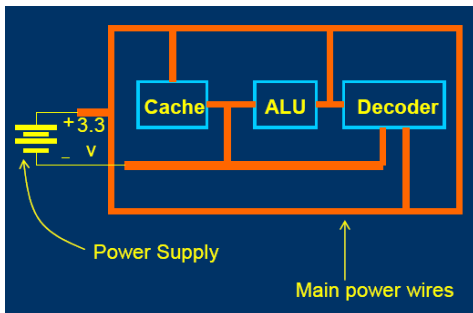 Cache
ALU
Decoder
+ 3.3
_ v
Power Supply
Main power wires